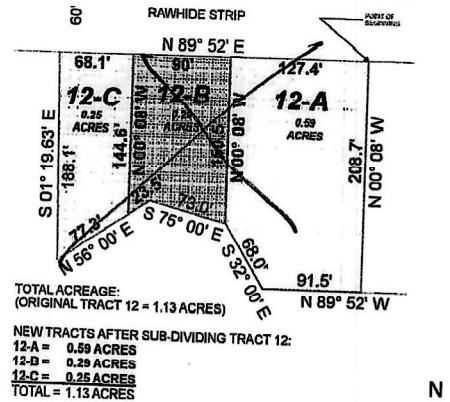 60'
RAWHIDE STRIP
POINT OF BEGINNING
N 89° 52' E
68.1'
90'
127.4'
12-C
0.25
ACRES
12-B
ACRES
12-A
0.59
ACRES
S 01° 19.63' E
188.1'
144.6'
N 00° 08' W
N 00° 08' W
208.7'
N 00° 08' W
77.3'
23.5'
73.0'
N 56° 00' E
S 75° 00' E
68.0'
S 32° 00' E
91.5'
N 89° 52' W
TOTAL ACREAGE:
(ORIGINAL TRACT 12 = 1.13 ACRES)
NEW TRACTS AFTER SUB-DIVIDING TRACT 12:
12-A = 0.59 ACRES
12-B = 0.29 ACRES
12-C = 0.25 ACRES
TOTAL = 1.13 ACRES
N